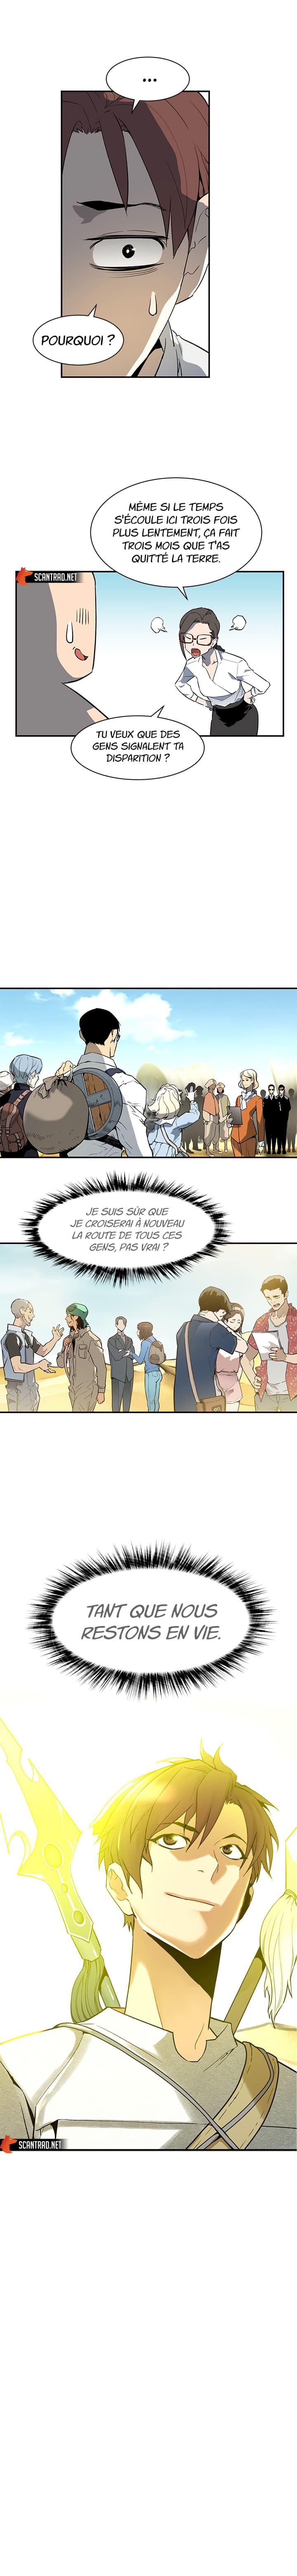 ...
POURQUOI ?
MÊME SI LE TEMPS
S'ÉCOULE ICI TROIS FOIS
PLUS LENTEMENT, ÇA FAIT
TROIS MOIS QUE T'AS
QUITTÉ LA TERRE.
SCANTRAD.NET
TU VEUX QUE DES
GENS SIGNALENT TA
DISPARITION ?
JE SUIS SÛR QUE
JE CROISERAI À NOUVEAU
LA ROUTE DE TOUS CES
GENS, PAS VRAI ?
TANT QUE NOUS
RESTONS EN VIE.
SCANTRAD.NET